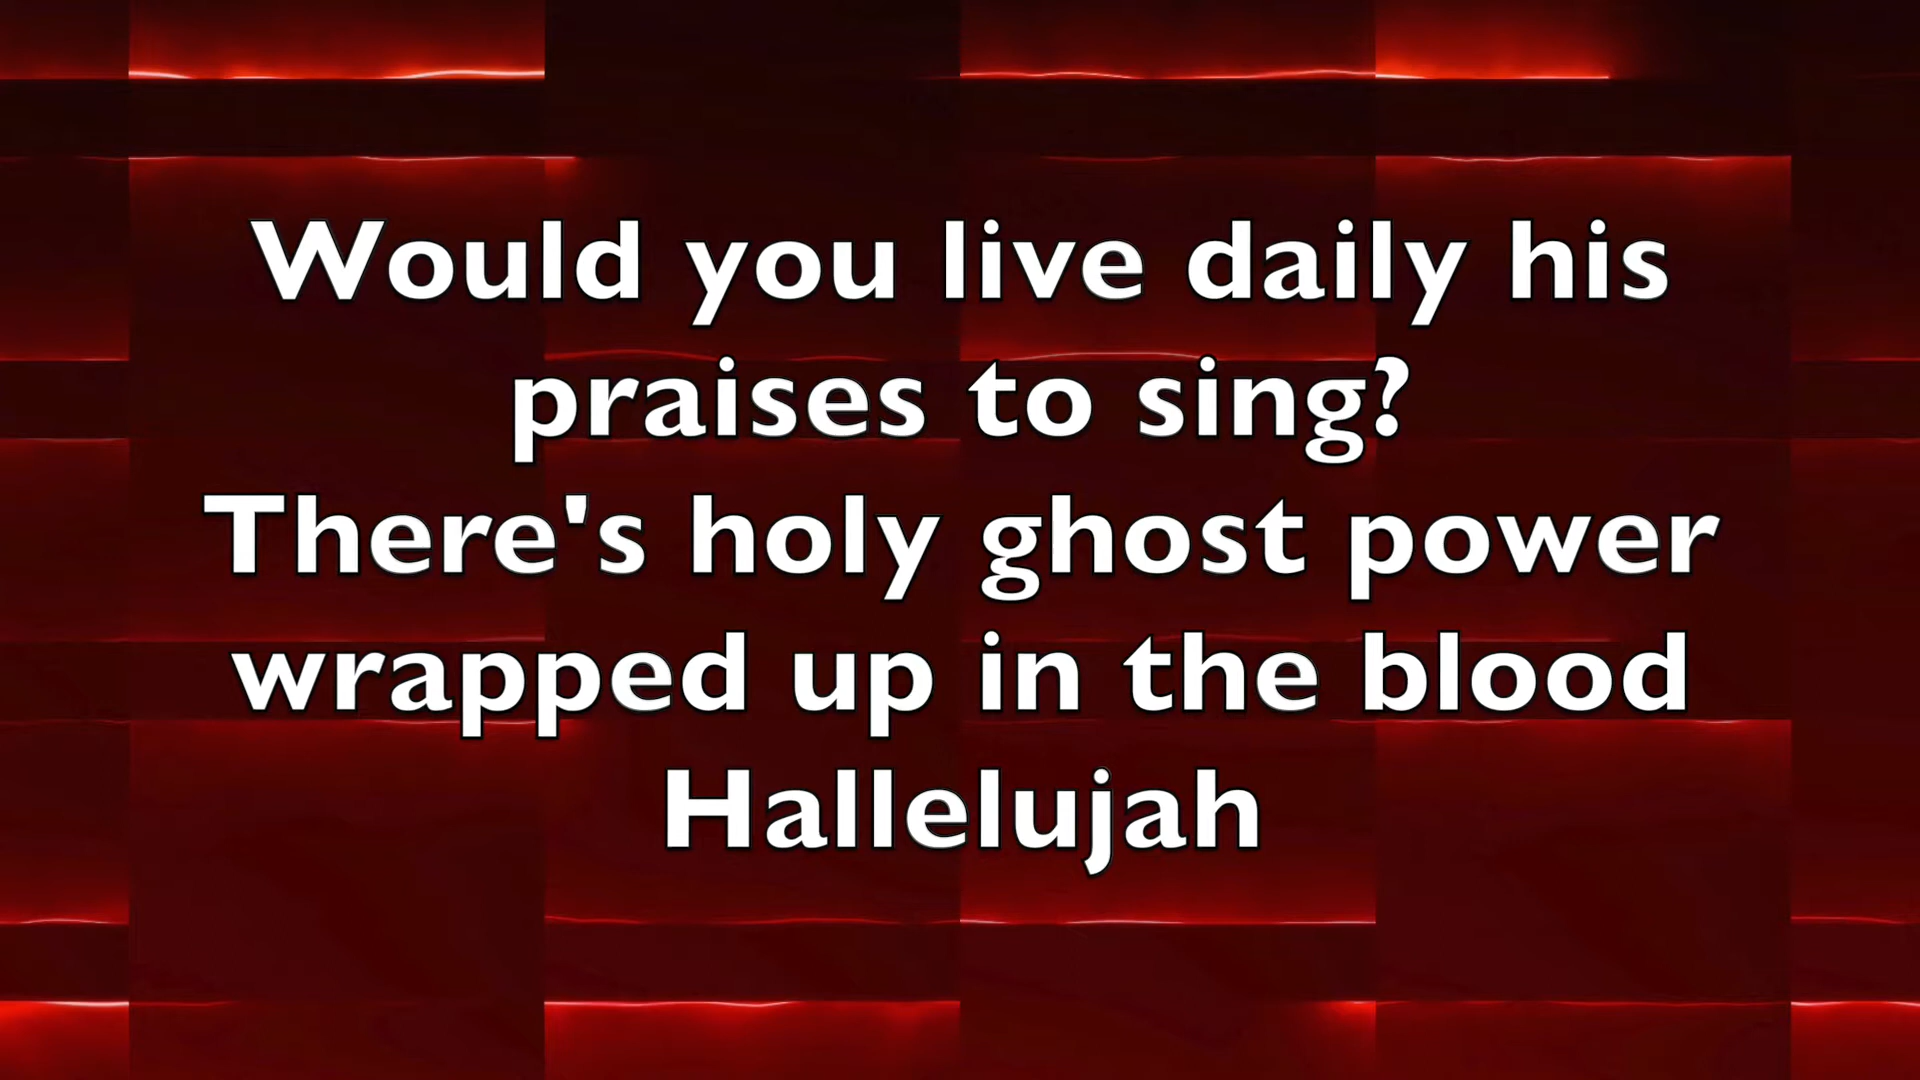 Would you live daily his
praises to sing?
There's holy ghost power
wrapped up in the blood
Hallelujah